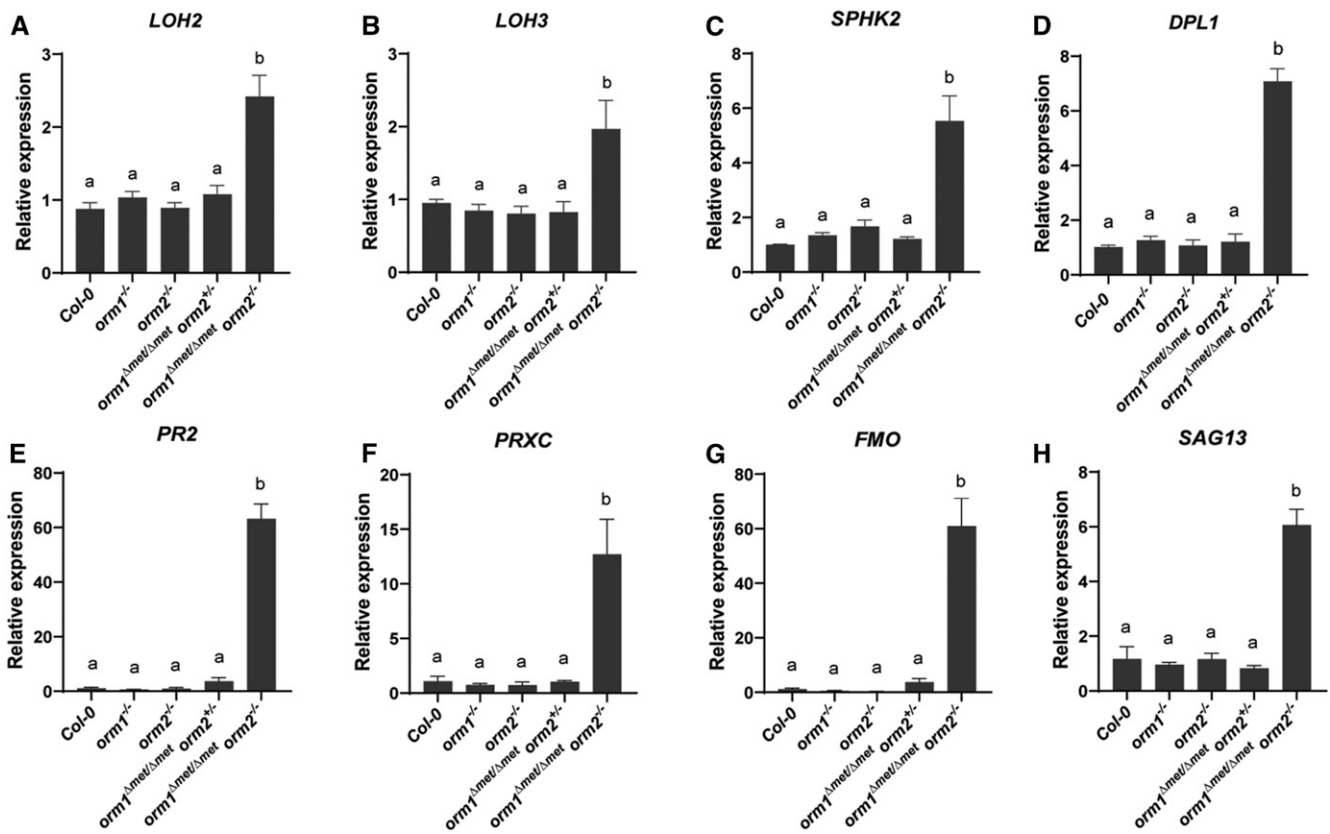 A LOH2
Relative expression
3
2
1
0
a a a a b
Col-0
orm1-/-
orm2-/-
orm1Δmet/Δmet orm2+/-
orm1Δmet/Δmet orm2-/-
B LOH3
Relative expression
3
2
1
0
a a a a b
Col-0
orm1-/-
orm2-/-
orm1Δmet/Δmet orm2+/-
orm1Δmet/Δmet orm2-/-
C SPHK2
Relative expression
8
6
4
2
0
a a a a b
Col-0
orm1-/-
orm2-/-
orm1Δmet/Δmet orm2+/-
orm1Δmet/Δmet orm2-/-
D DPL1
Relative expression
8
6
4
2
0
a a a a b
Col-0
orm1-/-
orm2-/-
orm1Δmet/Δmet orm2+/-
orm1Δmet/Δmet orm2-/-
E PR2
Relative expression
80
60
40
20
0
a a a a b
Col-0
orm1-/-
orm2-/-
orm1Δmet/Δmet orm2+/-
orm1Δmet/Δmet orm2-/-
F PRXC
Relative expression
20
15
10
5
0
a a a a b
Col-0
orm1-/-
orm2-/-
orm1Δmet/Δmet orm2+/-
orm1Δmet/Δmet orm2-/-
G FMO
Relative expression
80
60
40
20
0
a a a a b
Col-0
orm1-/-
orm2-/-
orm1Δmet/Δmet orm2+/-
orm1Δmet/Δmet orm2-/-
H SAG13
Relative expression
8
6
4
2
0
a a a a b
Col-0
orm1-/-
orm2-/-
orm1Δmet/Δmet orm2+/-
orm1Δmet/Δmet orm2-/-